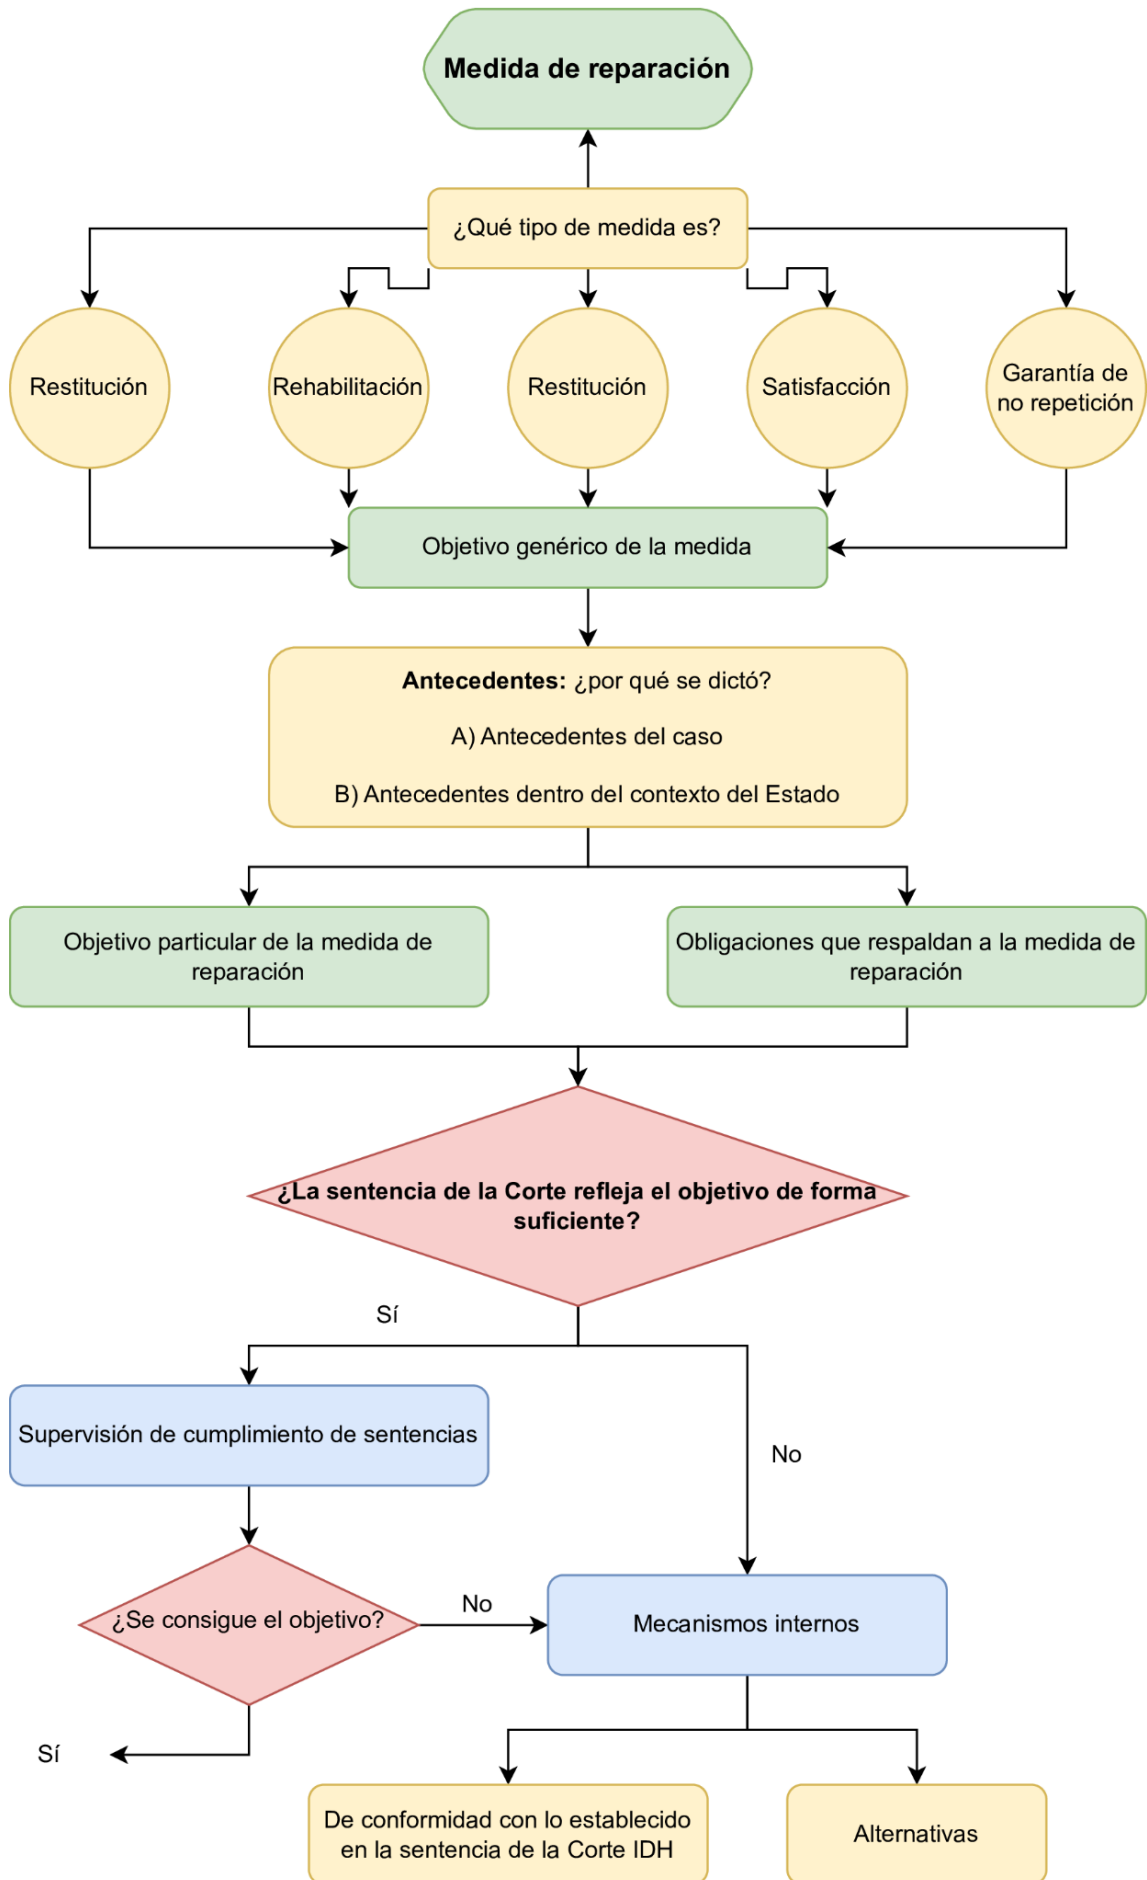 Medida de reparación
¿Qué tipo de medida es?
Restitución
Rehabilitación
Restitución
Satisfacción
Garantía de
no repetición
Objetivo genérico de la medida
Antecedentes: ¿por qué se dictó?
A) Antecedentes del caso
B) Antecedentes dentro del contexto del Estado
Objetivo particular de la medida de
reparación
Obligaciones que respaldan a la medida de
reparación
¿La sentencia de la Corte refleja el objetivo de forma
suficiente?
Sí
Supervisión de cumplimiento de sentencias
No
¿Se consigue el objetivo?
No
Mecanismos internos
Sí
De conformidad con lo establecido
en la sentencia de la Corte IDH
Alternativas